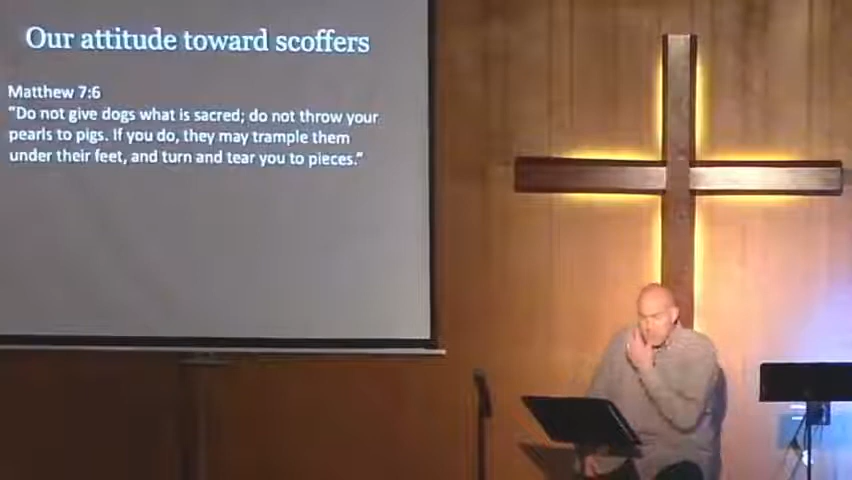 Our attitude toward scoffers
Matthew 7:6
"Do not give dogs what is sacred; do not throw your
pearls to pigs. If you do, they may trample them
under their feet, and turn and tear you to pieces."